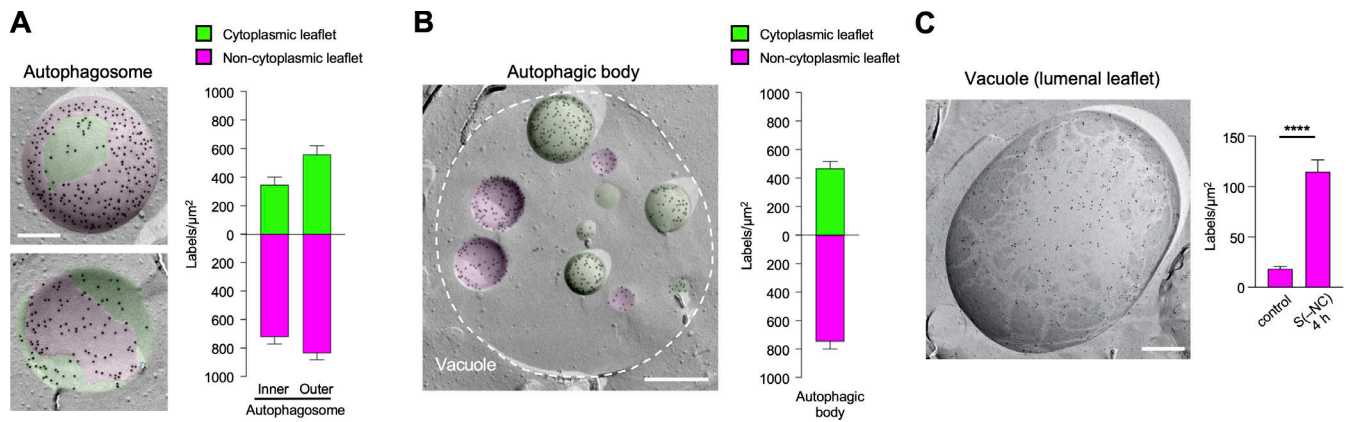 A
Cytoplasmic leaflet
Non-cytoplasmic leaflet
Autophagosome
Labels/µm²
1000
800
600
400
200
0
200
400
600
800
1000
Inner Outer
Autophagosome
B
Cytoplasmic leaflet
Non-cytoplasmic leaflet
Autophagic body
Vacuole
Labels/µm²
1000
800
600
400
200
0
200
400
600
800
1000
Autophagic
body
C
Vacuole (lumenal leaflet)
Labels/µm²
150
100
50
0
****
control
S(–NC)
4 h